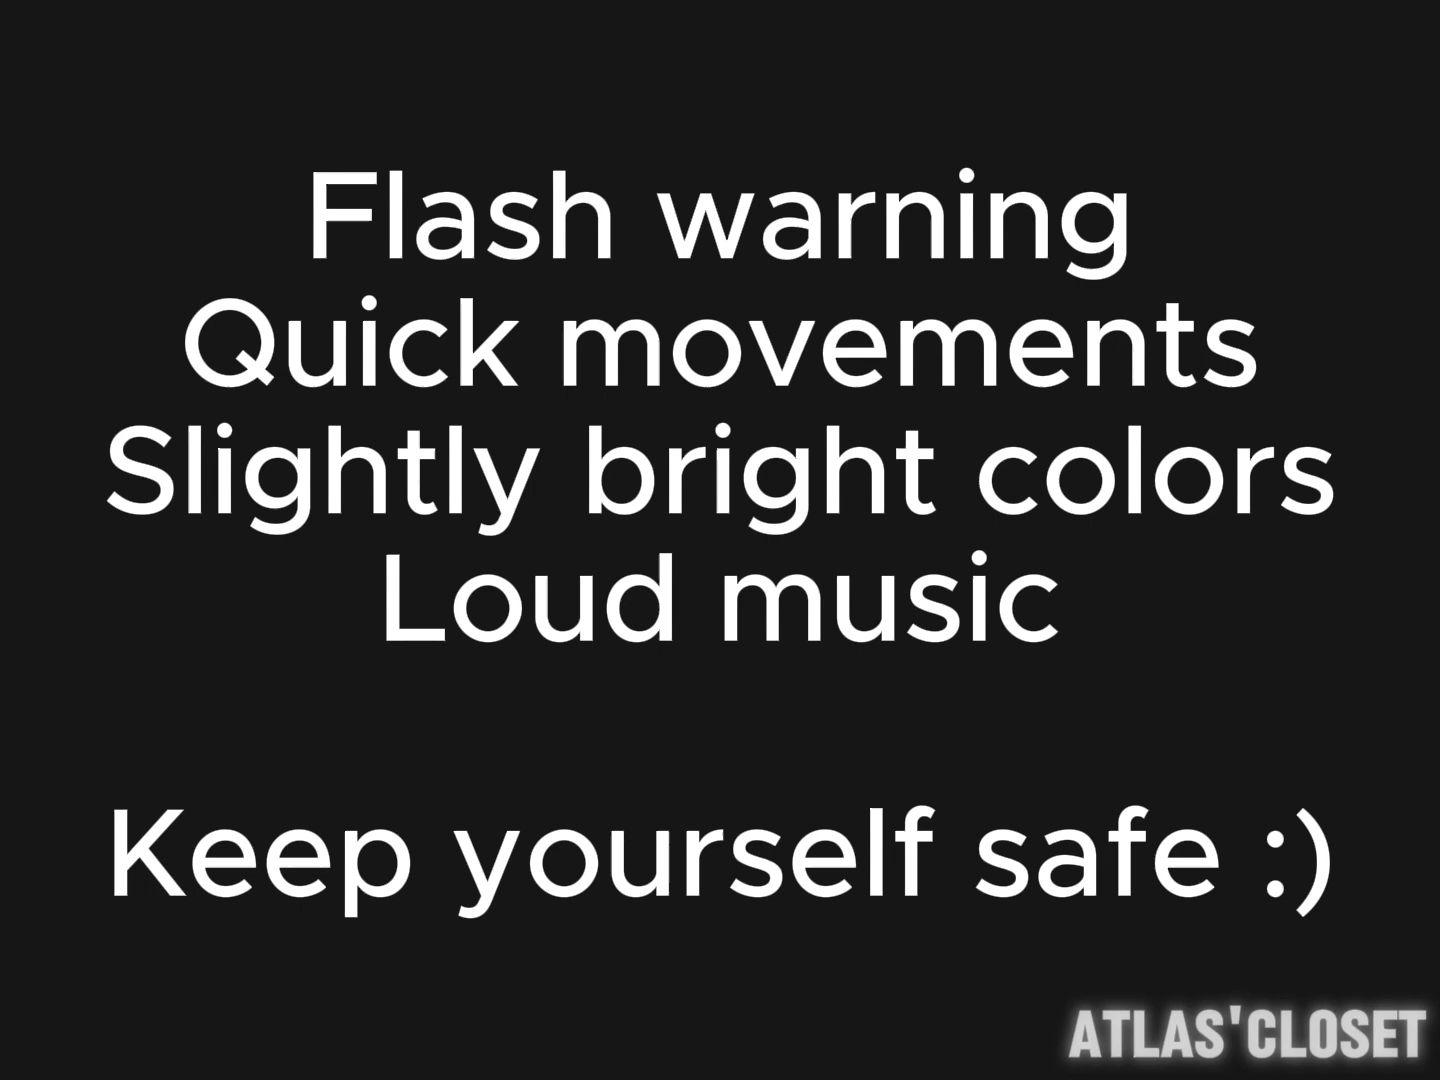 Flash warning
Quick movements
Slightly bright colors
Loud music
Keep yourself safe :)
ATLAS'CLOSET